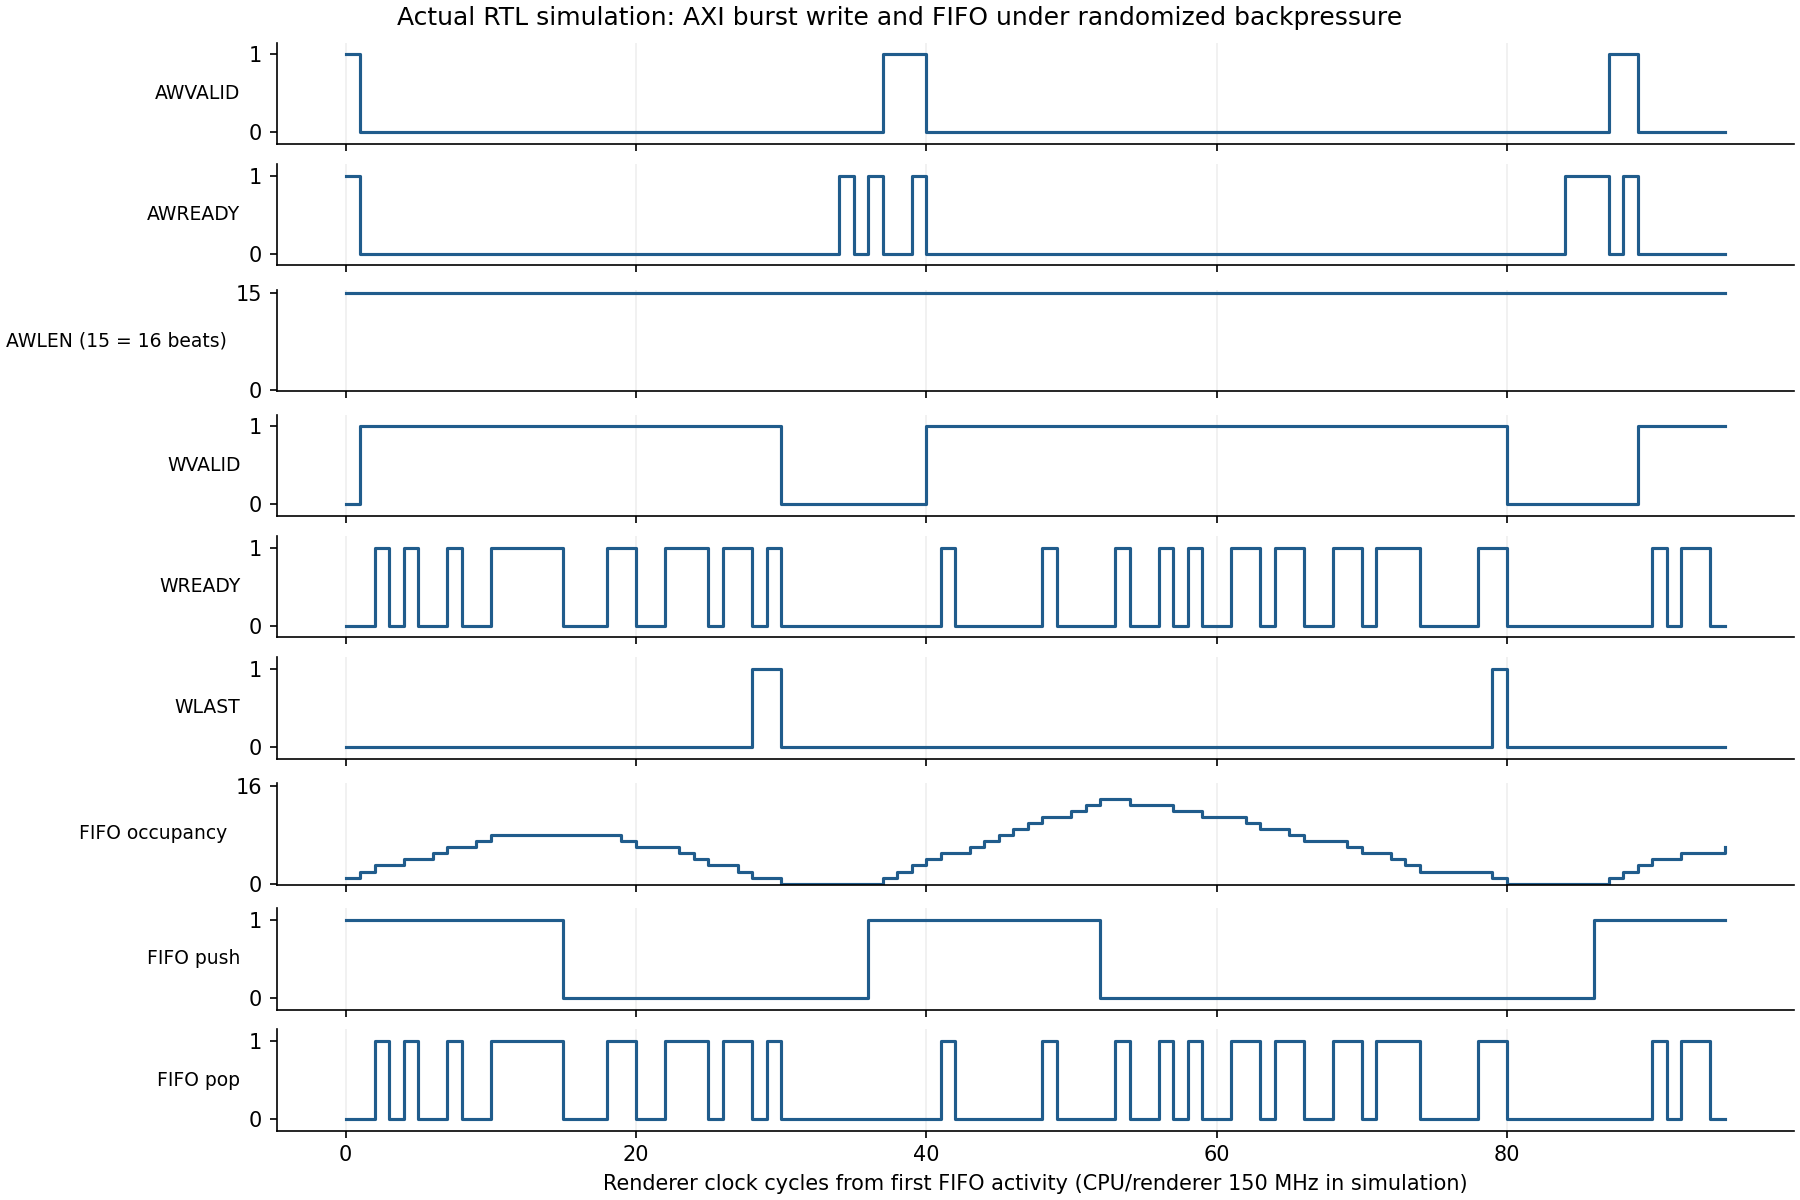 Actual RTL simulation: AXI burst write and FIFO under randomized backpressure
1
AWVALID
0
1
AWREADY
0
15
AWLEN (15 = 16 beats)
0
1
WVALID
0
1
WREADY
0
1
WLAST
0
16
FIFO occupancy
0
1
FIFO push
0
1
FIFO pop
0
0 20 40 60 80
Renderer clock cycles from first FIFO activity (CPU/renderer 150 MHz in simulation)